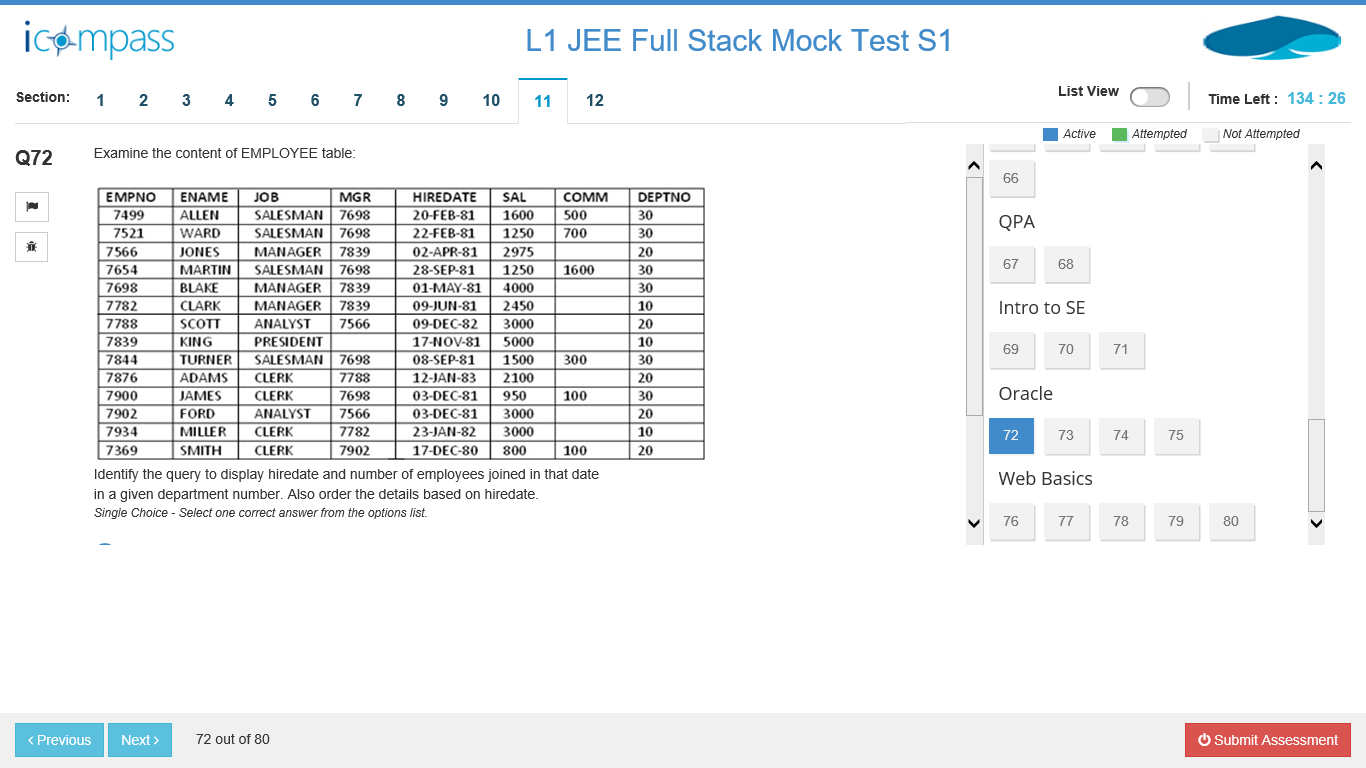 icompass
L1 JEE Full Stack Mock Test S1
Section: 1 2 3 4 5 6 7 8 9 10 11 12
List View
Time Left : 134 : 26
Active Attempted Not Attempted
Q72
Examine the content of EMPLOYEE table:
EMPNO ENAME JOB MGR HIREDATE SAL COMM DEPTNO
7499 ALLEN SALESMAN 7698 20-FEB-81 1600 500 30
7521 WARD SALESMAN 7698 22-FEB-81 1250 700 30
7566 JONES MANAGER 7839 02-APR-81 2975 20
7654 MARTIN SALESMAN 7698 28-SEP-81 1250 1600 30
7698 BLAKE MANAGER 7839 01-MAY-81 4000 30
7782 CLARK MANAGER 7839 09-JUN-81 2450 10
7788 SCOTT ANALYST 7566 09-DEC-82 3000 20
7839 KING PRESIDENT 17-NOV-81 5000 10
7844 TURNER SALESMAN 7698 08-SEP-81 1500 300 30
7876 ADAMS CLERK 7788 12-JAN-83 2100 20
7900 JAMES CLERK 7698 03-DEC-81 950 100 30
7902 FORD ANALYST 7566 03-DEC-81 3000 20
7934 MILLER CLERK 7782 23-JAN-82 3000 10
7369 SMITH CLERK 7902 17-DEC-80 800 100 20
Identify the query to display hiredate and number of employees joined in that date
in a given department number. Also order the details based on hiredate.
Single Choice - Select one correct answer from the options list.
66
QPA
67 68
Intro to SE
69 70 71
Oracle
72 73 74 75
Web Basics
76 77 78 79 80
Previous Next 72 out of 80 Submit Assessment